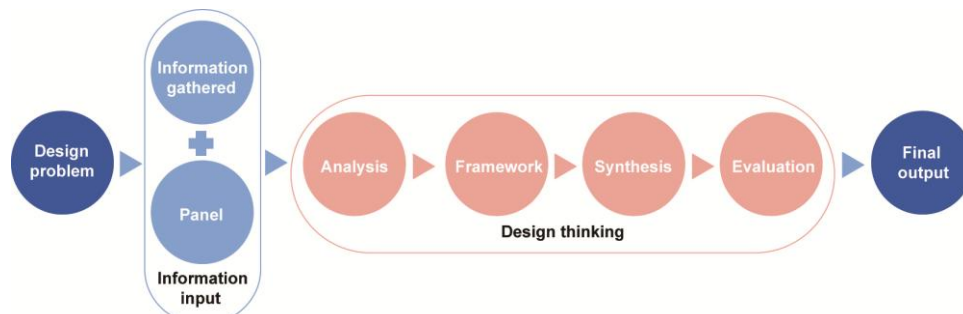 Design
problem
Information
gathered
Panel
Information
input
Analysis
Framework
Synthesis
Evaluation
Design thinking
Final
output